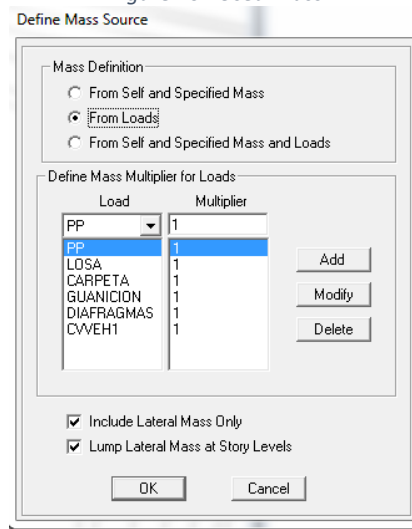 Define Mass Source
Mass Definition
From Self and Specified Mass
From Loads
From Self and Specified Mass and Loads
Define Mass Multiplier for Loads
Load Multiplier
PP 1
PP 1
LOSA 1
CARPETA 1
GUANICION 1
DIAFRAGMAS 1
CVVEH1 1
Add
Modify
Delete
Include Lateral Mass Only
Lump Lateral Mass at Story Levels
OK Cancel